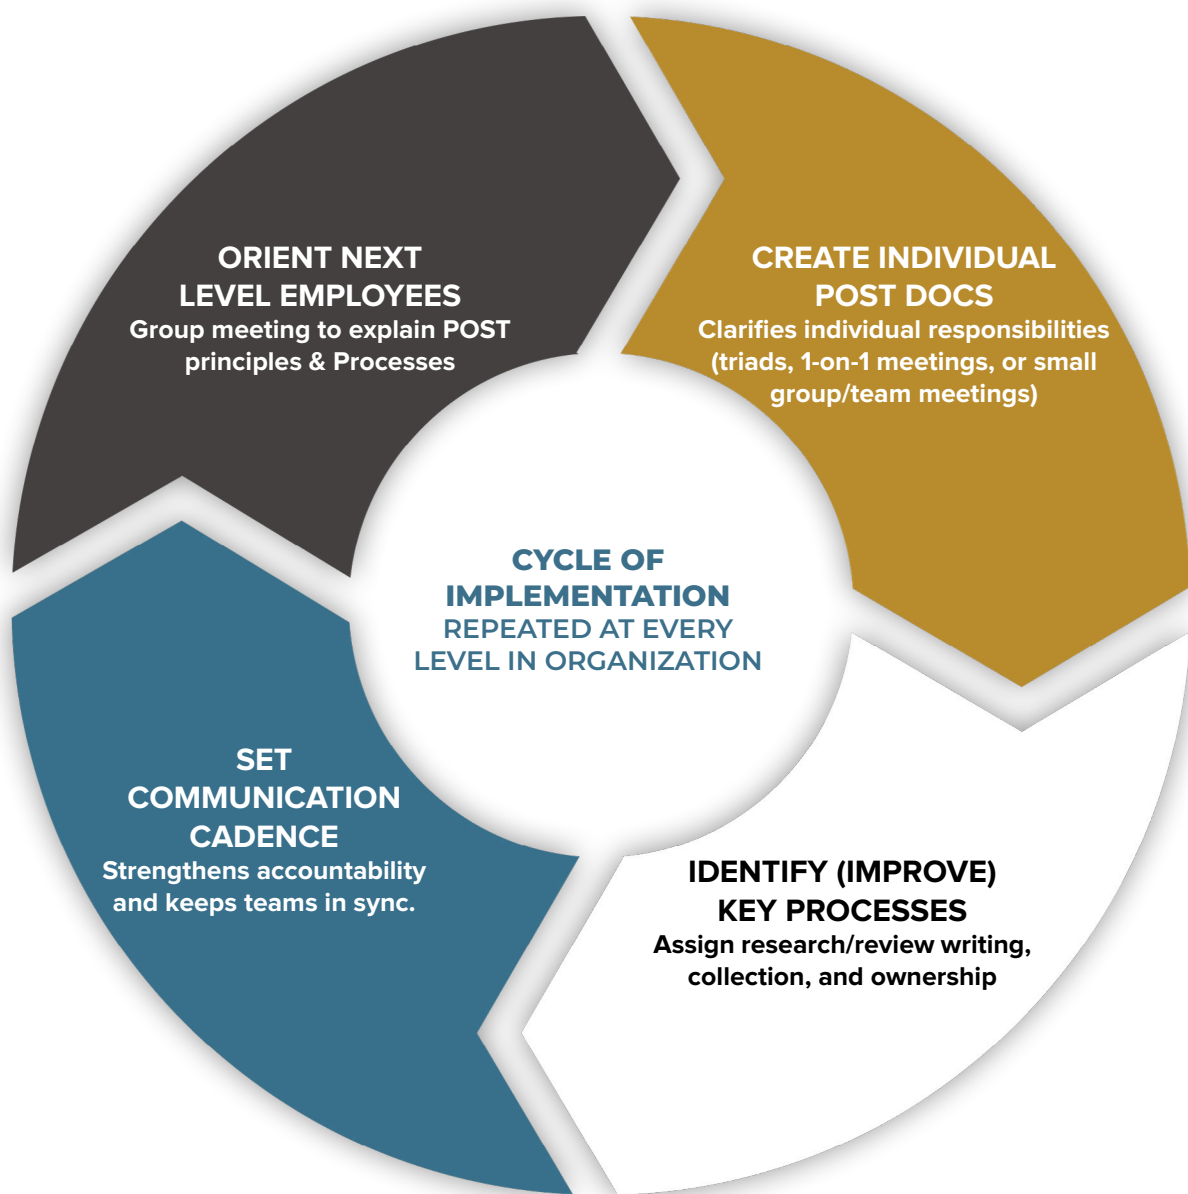 ORIENT NEXT
LEVEL EMPLOYEES
Group meeting to explain POST
principles & Processes
CREATE INDIVIDUAL
POST DOCS
Clarifies individual responsibilities
(triads, 1-on-1 meetings, or small
group/team meetings)
CYCLE OF
IMPLEMENTATION
REPEATED AT EVERY
LEVEL IN ORGANIZATION
SET
COMMUNICATION
CADENCE
Strengthens accountability
and keeps teams in sync.
IDENTIFY (IMPROVE)
KEY PROCESSES
Assign research/review writing,
collection, and ownership